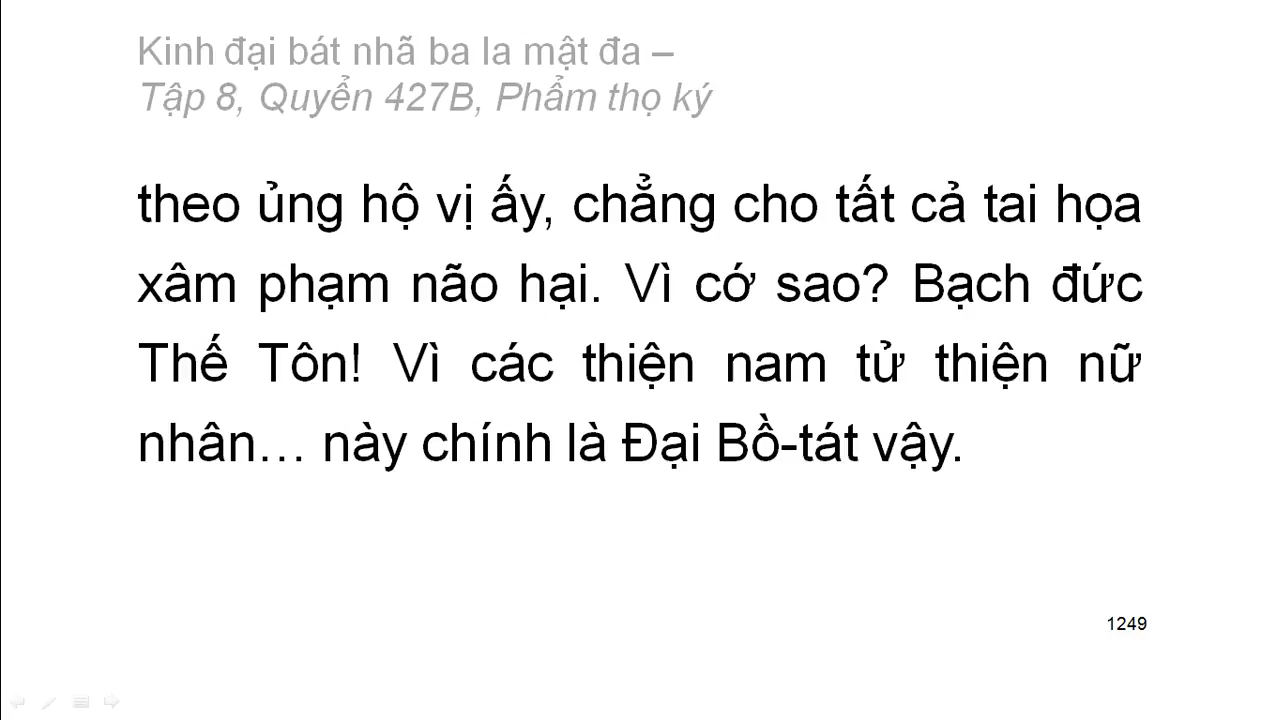 Kinh đại bát nhã ba la mật đa –
Tập 8, Quyển 427B, Phẩm thọ ký
theo ủng hộ vị ấy, chẳng cho tất cả tai họa
xâm phạm não hại. Vì cớ sao? Bạch đức
Thế Tôn! Vì các thiện nam tử thiện nữ
nhân… này chính là Đại Bồ-tát vậy.
1249